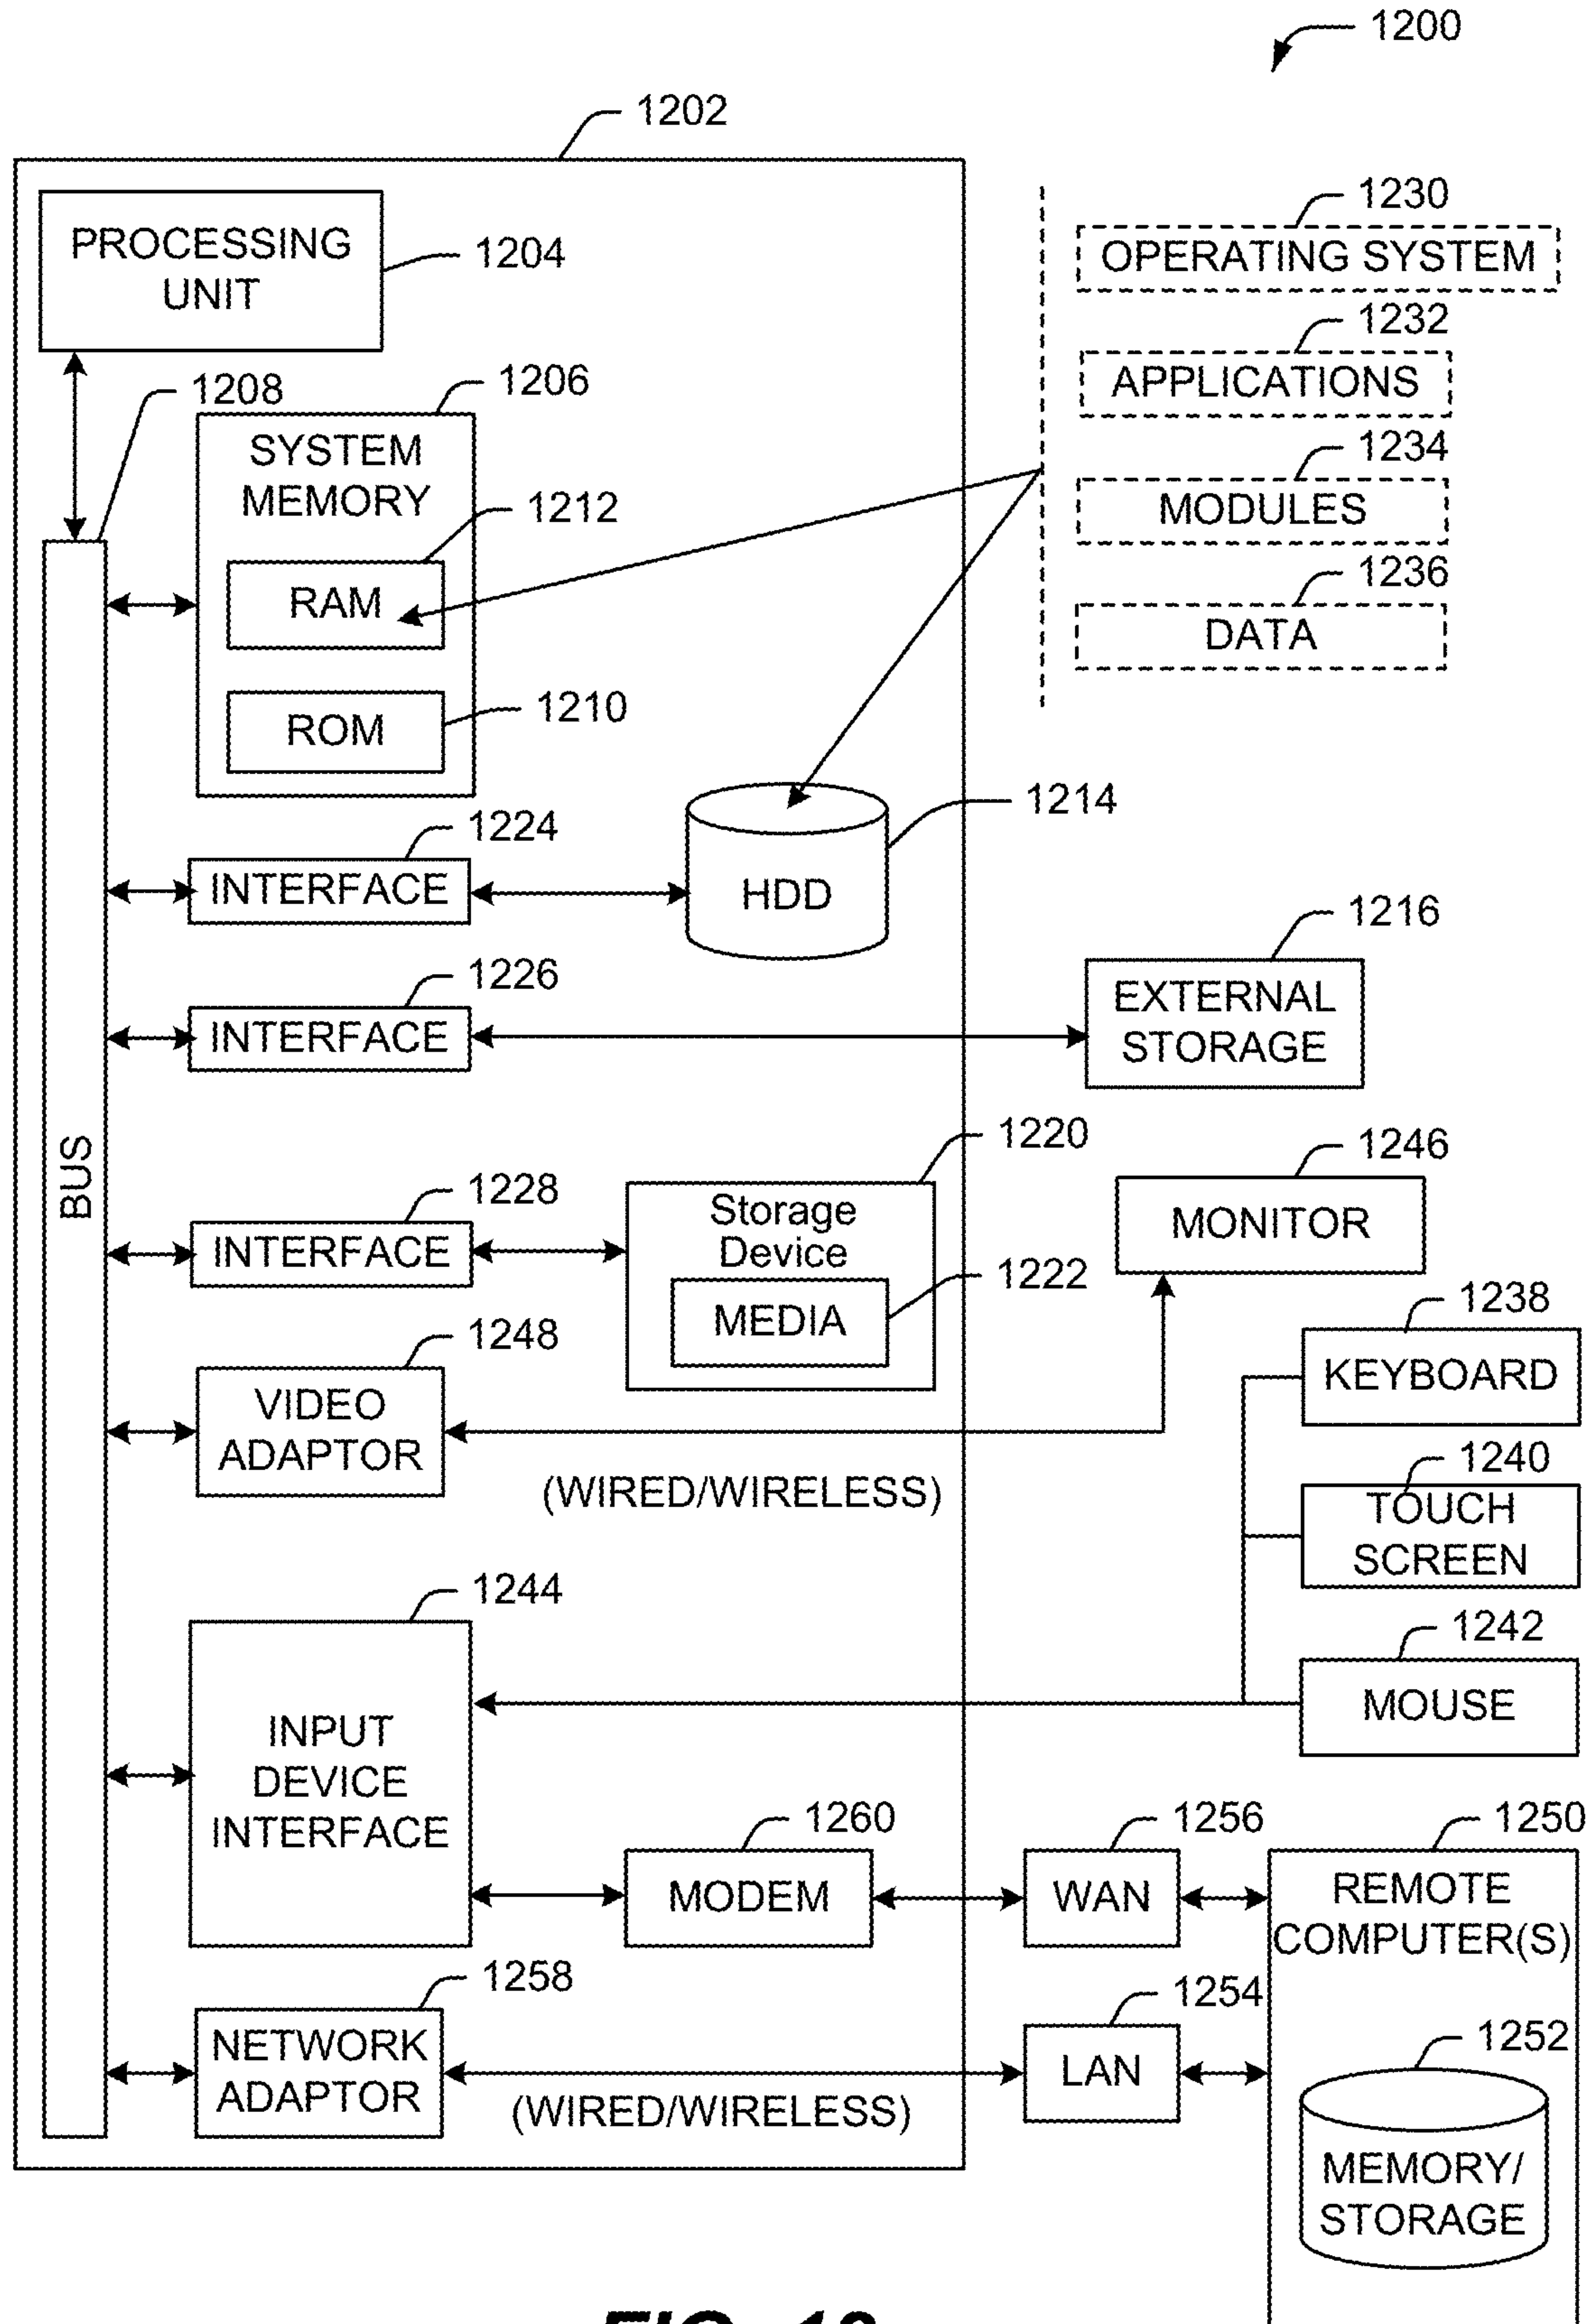 1200
1202
PROCESSING
UNIT
1204
1230
OPERATING SYSTEM
1232
APPLICATIONS
1234
MODULES
1236
DATA
1208
1206
SYSTEM
MEMORY
1212
RAM
1210
ROM
1224
INTERFACE
1214
HDD
1226
INTERFACE
1216
EXTERNAL
STORAGE
BUS
1228
INTERFACE
1220
Storage
Device
1222
MEDIA
1246
MONITOR
1248
VIDEO
ADAPTOR
(WIRED/WIRELESS)
1238
KEYBOARD
1240
TOUCH
SCREEN
1242
MOUSE
1244
INPUT
DEVICE
INTERFACE
1260
MODEM
1256
WAN
1250
REMOTE
COMPUTER(S)
1258
NETWORK
ADAPTOR
(WIRED/WIRELESS)
1254
LAN
1252
MEMORY/
STORAGE
FIG.